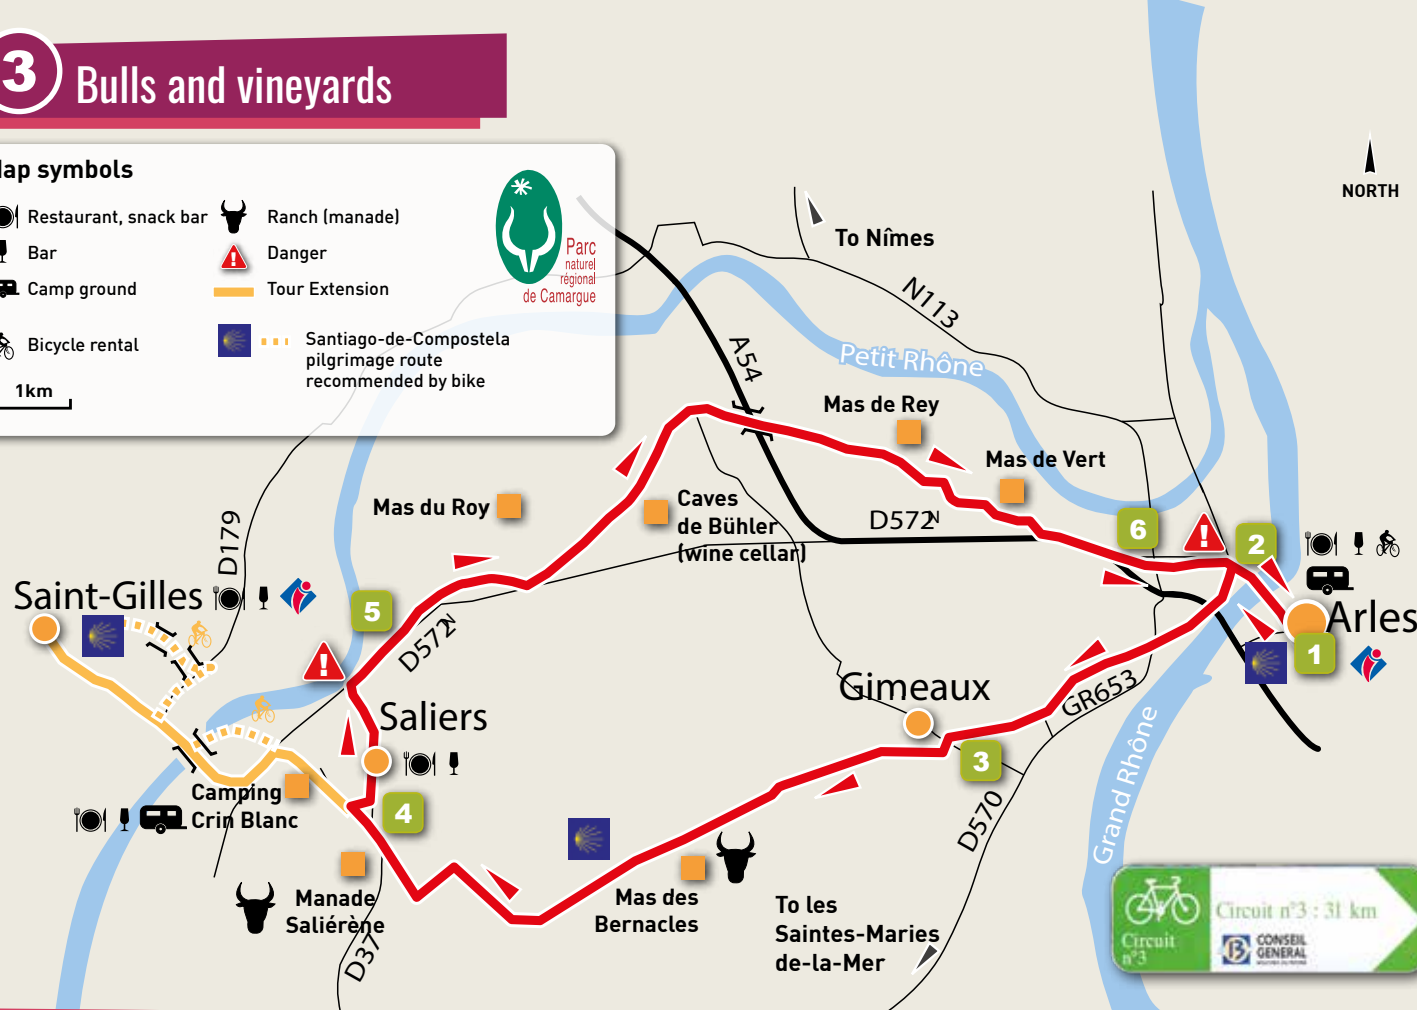 3
Bulls and vineyards
Map symbols
Restaurant, snack bar
Ranch (manade)
Bar
Danger
Camp ground
Tour Extension
Bicycle rental
Santiago-de-Compostela
pilgrimage route
recommended by bike
1km
Parc
naturel
régional
de Camargue
NORTH
To Nîmes
N113
A54
Petit Rhône
Mas de Rey
Mas de Vert
Mas du Roy
Caves
de Bühler
(wine cellar)
D572N
D179
6
2
Saint-Gilles
5
D572N
Arles
1
Gimeaux
GR653
Saliers
3
Grand Rhône
Camping
Crin Blanc
4
D570
Manade
Saliérène
Mas des
Bernacles
To les
Saintes-Maries
de-la-Mer
D37
Circuit n°3 : 31 km
Circuit
n°3
CONSEIL
GENERAL